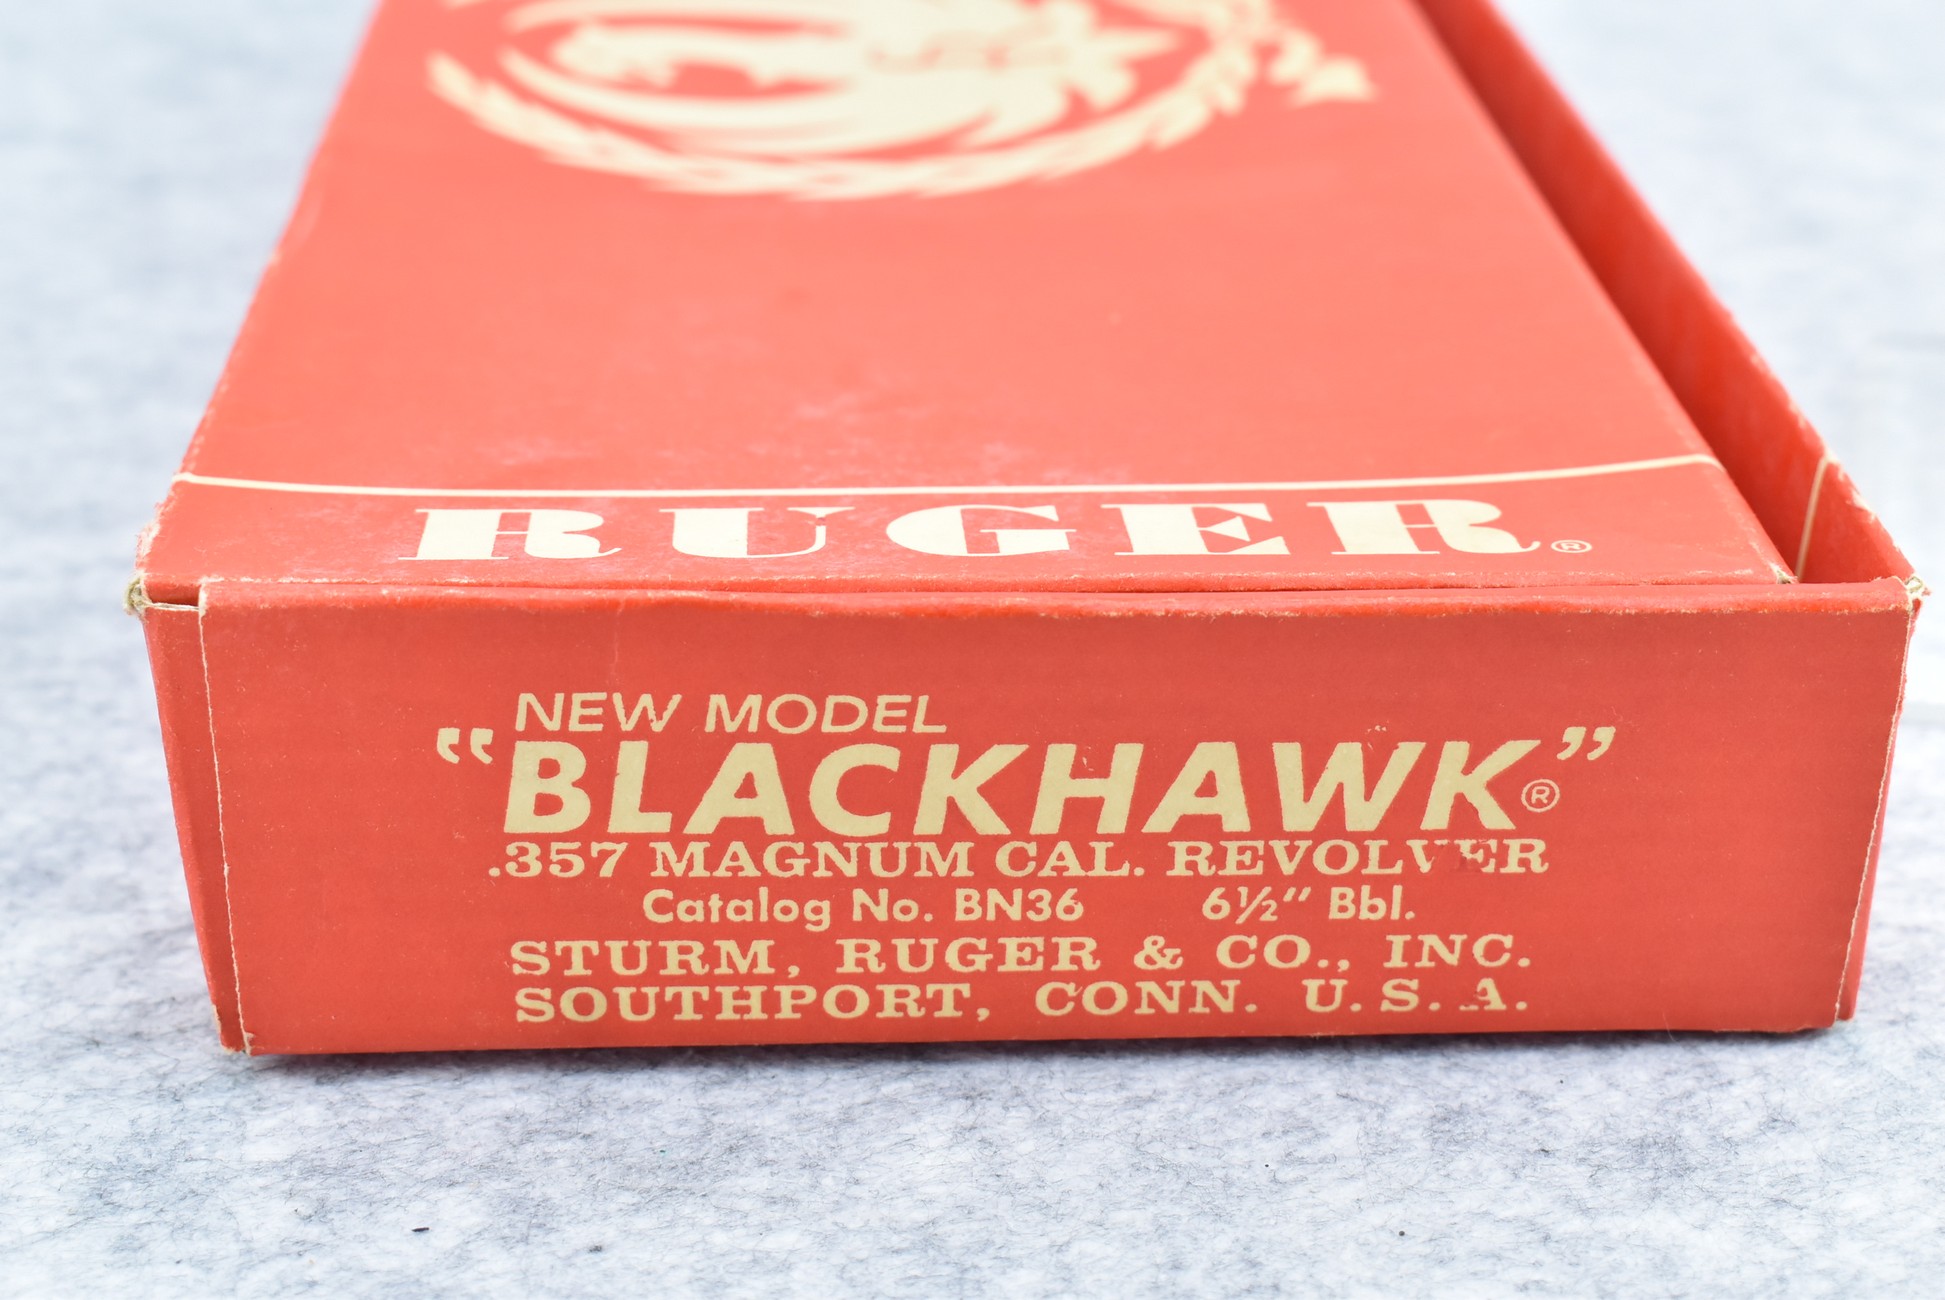 RUGER®
NEW MODEL
“BLACKHAWK”®
.357 MAGNUM CAL. REVOLVER
Catalog No. BN36 6½" Bbl.
STURM, RUGER & CO., INC.
SOUTHPORT, CONN. U.S.A.